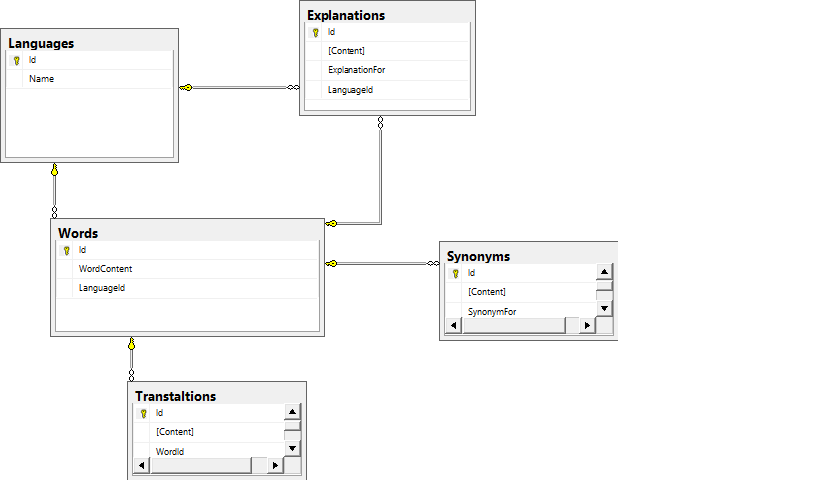 Languages
Id
Name
Explanations
Id
[Content]
ExplanationFor
LanguageId
Words
Id
WordContent
LanguageId
Synonyms
Id
[Content]
SynonymFor
Transtaltions
Id
[Content]
WordId